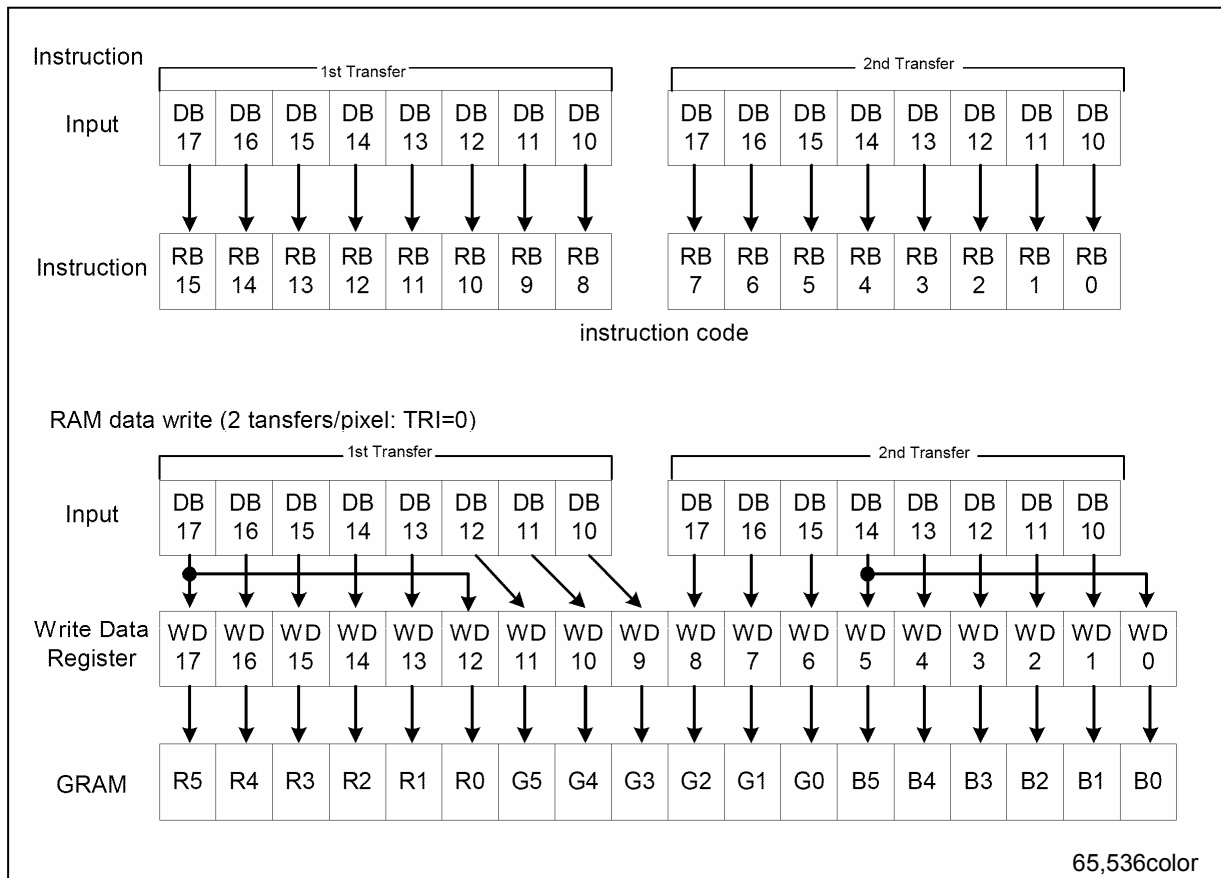 Instruction
1st Transfer 2nd Transfer
Input DB DB DB DB DB DB DB DB DB DB DB DB DB DB DB DB
17 16 15 14 13 12 11 10 17 16 15 14 13 12 11 10
Instruction RB RB RB RB RB RB RB RB RB RB RB RB RB RB RB RB
15 14 13 12 11 10 9 8 7 6 5 4 3 2 1 0
instruction code
RAM data write (2 tansfers/pixel: TRI=0)
1st Transfer 2nd Transfer
Input DB DB DB DB DB DB DB DB DB DB DB DB DB DB DB DB
17 16 15 14 13 12 11 10 17 16 15 14 13 12 11 10
Write Data WD WD WD WD WD WD WD WD WD WD WD WD WD WD WD WD WD WD
Register 17 16 15 14 13 12 11 10 9 8 7 6 5 4 3 2 1 0
GRAM R5 R4 R3 R2 R1 R0 G5 G4 G3 G2 G1 G0 B5 B4 B3 B2 B1 B0
65,536color